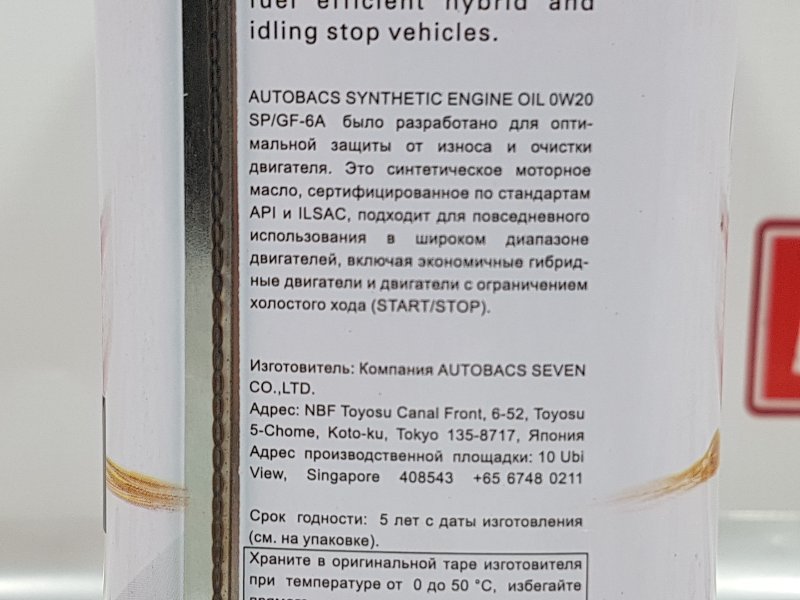 fuel efficient hybrid and
idling stop vehicles.
AUTOBACS SYNTHETIC ENGINE OIL 0W20
SP/GF-6A было разработано для опти-
мальной защиты от износа и очистки
двигателя. Это синтетическое моторное
масло, сертифицированное по стандартам
API и ILSAC, подходит для повседневного
использования в широком диапазоне
двигателей, включая экономичные гибрид-
ные двигатели и двигатели с ограничением
холостого хода (START/STOP).
Изготовитель: Компания AUTOBACS SEVEN
CO.,LTD.
Адрес: NBF Toyosu Canal Front, 6-52, Toyosu
5-Chome, Koto-ku, Tokyo 135-8717, Япония
Адрес производственной площадки: 10 Ubi
View, Singapore 408543 +65 6748 0211
Срок годности: 5 лет с даты изготовления
(см. на упаковке).
Храните в оригинальной таре изготовителя
при температуре от 0 до 50 °C, избегайте